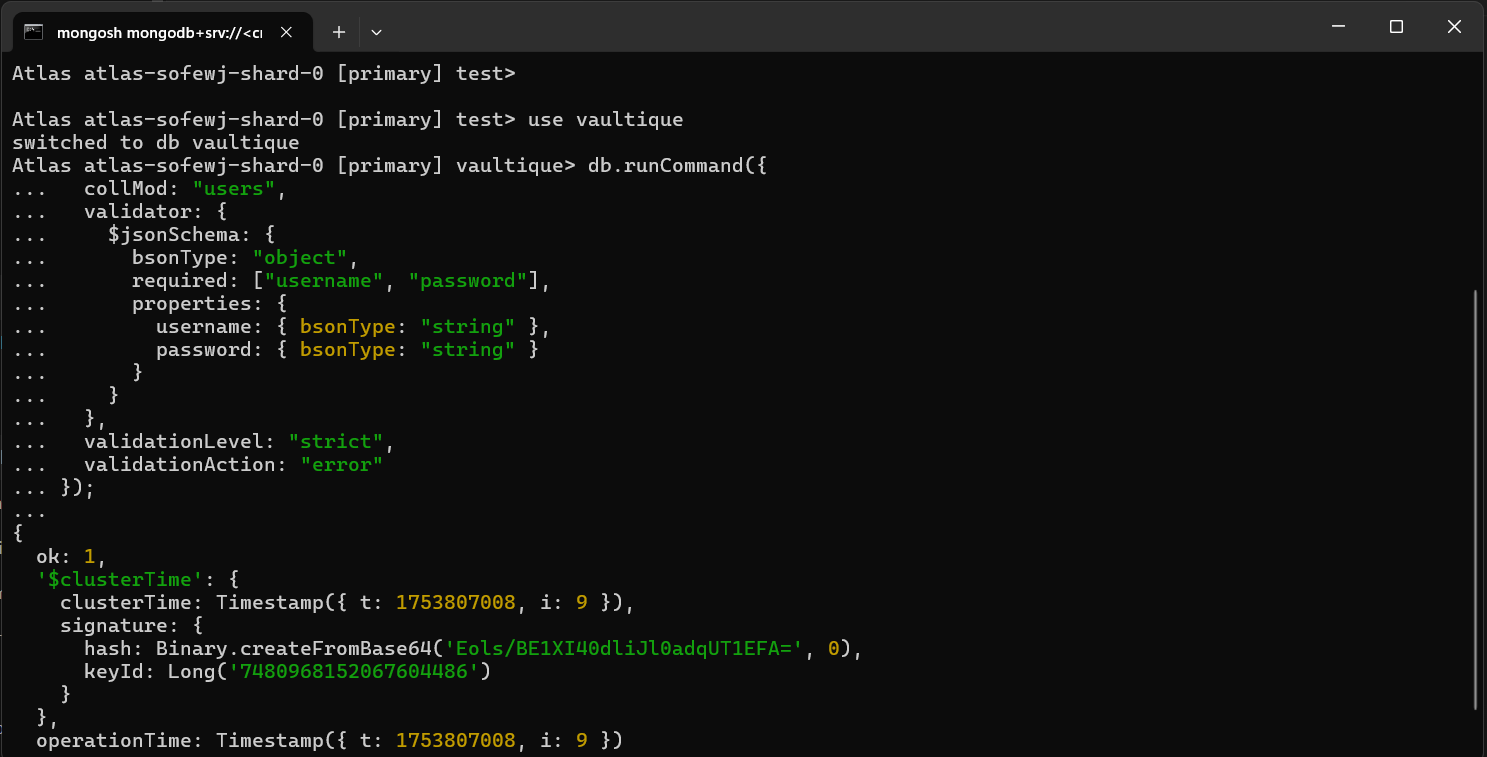 mongosh mongodb+srv://<cr
Atlas atlas-sofewj-shard-0 [primary] test>
Atlas atlas-sofewj-shard-0 [primary] test> use vaultique
switched to db vaultique
Atlas atlas-sofewj-shard-0 [primary] vaultique> db.runCommand({
...   collMod: "users",
...   validator: {
...     $jsonSchema: {
...       bsonType: "object",
...       required: ["username", "password"],
...       properties: {
...         username: { bsonType: "string" },
...         password: { bsonType: "string" }
...       }
...     }
...   },
...   validationLevel: "strict",
...   validationAction: "error"
... });
...
{
  ok: 1,
  '$clusterTime': {
    clusterTime: Timestamp({ t: 1753807008, i: 9 }),
    signature: {
      hash: Binary.createFromBase64('Eols/BE1XI40dliJl0adqUT1EFA=', 0),
      keyId: Long('7480968152067604486')
    }
  },
  operationTime: Timestamp({ t: 1753807008, i: 9 })